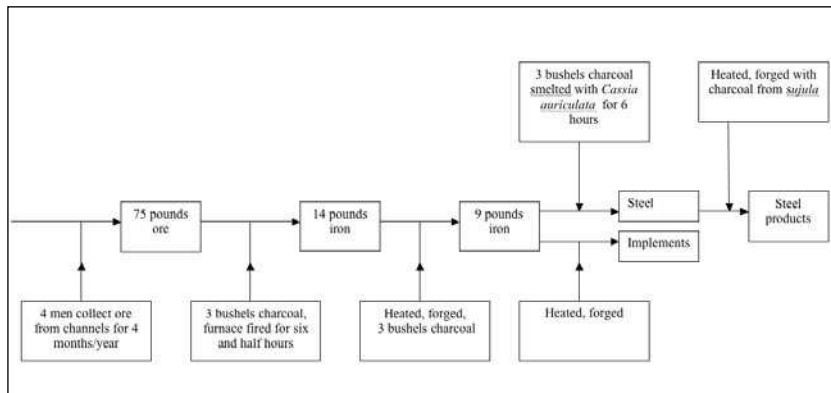 3 bushels charcoal
smelted with Cassia
auriculata for 6
hours
Heated, forged with
charcoal from sujula
75 pounds
ore
14 pounds
iron
9 pounds
iron
Steel
Implements
Steel
products
4 men collect ore
from channels for 4
months/year
3 bushels charcoal,
furnace fired for six
and half hours
Heated, forged,
3 bushels charcoal
Heated, forged